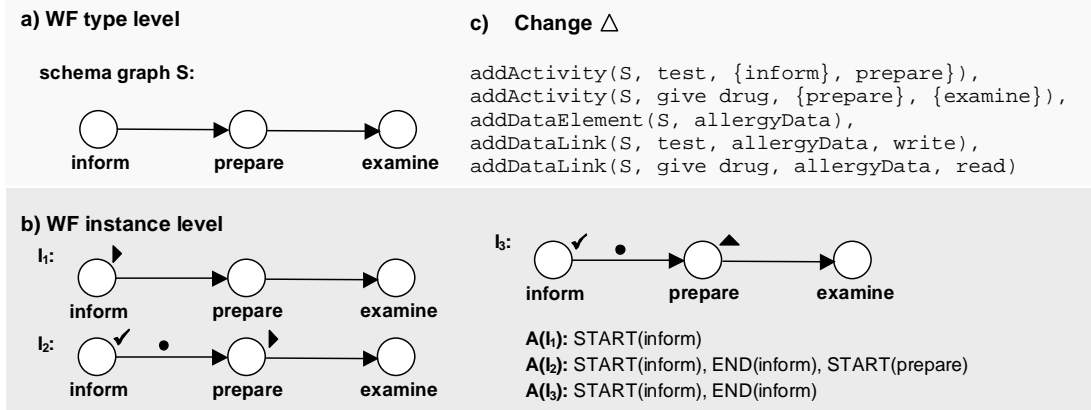 a) WF type level
schema graph S:
inform prepare examine
c) Change △
addActivity(S, test, {inform}, prepare}),
addActivity(S, give drug, {prepare}, {examine}),
addDataElement(S, allergyData),
addDataLink(S, test, allergyData, write),
addDataLink(S, give drug, allergyData, read)
b) WF instance level
I1:
inform prepare examine
I2:
inform prepare examine
I3:
inform prepare examine
A(I1): START(inform)
A(I2): START(inform), END(inform), START(prepare)
A(I3): START(inform), END(inform)